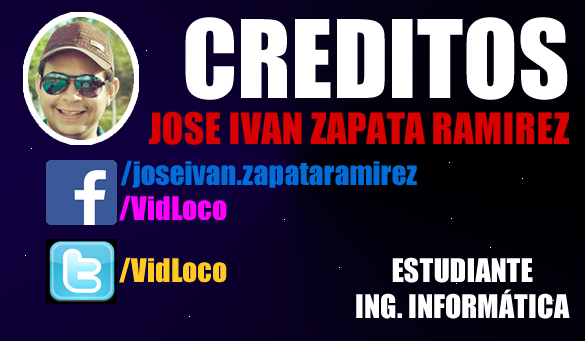 CREDITOS
JOSE IVAN ZAPATA RAMIREZ
/joseivan.zapataramirez
/VidLoco
/VidLoco
ESTUDIANTE
ING. INFORMÁTICA